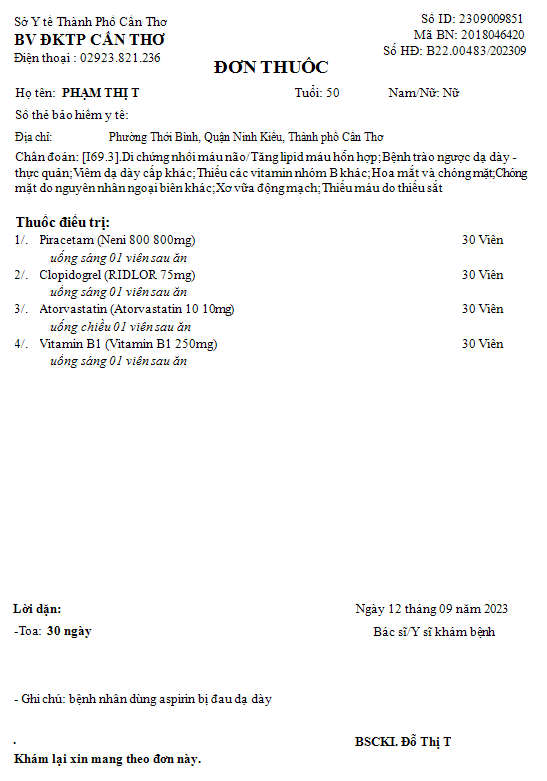 Sở Y tế Thành Phố Cần Thơ
BV ĐKTP CẦN THƠ
Điện thoại : 02923.821.236
Số ID: 2309009851
Mã BN: 2018046420
Số HĐ: B22.00483/202309
ĐƠN THUỐC
Họ tên: PHẠM THỊ T Tuổi: 50 Nam/Nữ: Nữ
Số thẻ bảo hiểm y tế:
Địa chỉ: Phường Thới Bình, Quận Ninh Kiều, Thành phố Cần Thơ
Chẩn đoán: [I69.3].Di chứng nhồi máu não/Tăng lipid máu hỗn hợp;Bệnh trào ngược dạ dày -
thực quản;Viêm dạ dày cấp khác;Thiếu các vitamin nhóm B khác;Hoa mắt và chóng mặt;Chóng
mặt do nguyên nhân ngoại biên khác;Xơ vữa động mạch;Thiếu máu do thiếu sắt
Thuốc điều trị:
1/. Piracetam (Neni 800 800mg) 30 Viên
uống sáng 01 viên sau ăn
2/. Clopidogrel (RIDLOR 75mg) 30 Viên
uống sáng 01 viên sau ăn
3/. Atorvastatin (Atorvastatin 10 10mg) 30 Viên
uống chiều 01 viên sau ăn
4/. Vitamin B1 (Vitamin B1 250mg) 30 Viên
uống sáng 01 viên sau ăn
Lời dặn: Ngày 12 tháng 09 năm 2023
-Toa: 30 ngày Bác sĩ/Y sĩ khám bệnh
- Ghi chú: bệnh nhân dùng aspirin bị đau dạ dày
. BSCKI. Đỗ Thị T
Khám lại xin mang theo đơn này.